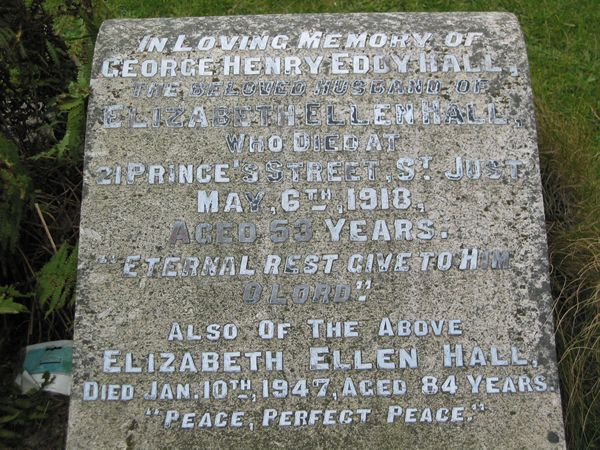 In Loving Memory of
George Henry Eddy Hall,
The Beloved Husband of
Elizabeth Ellen Hall,
Who Died at
21 Prince's Street, St Just
May, 6th, 1918,
Aged 53 Years.
"Eternal rest give to Him
O Lord".
Also Of The Above
Elizabeth Ellen Hall,
Died Jan. 10th, 1947, Aged 84 Years.
"Peace, Perfect Peace."